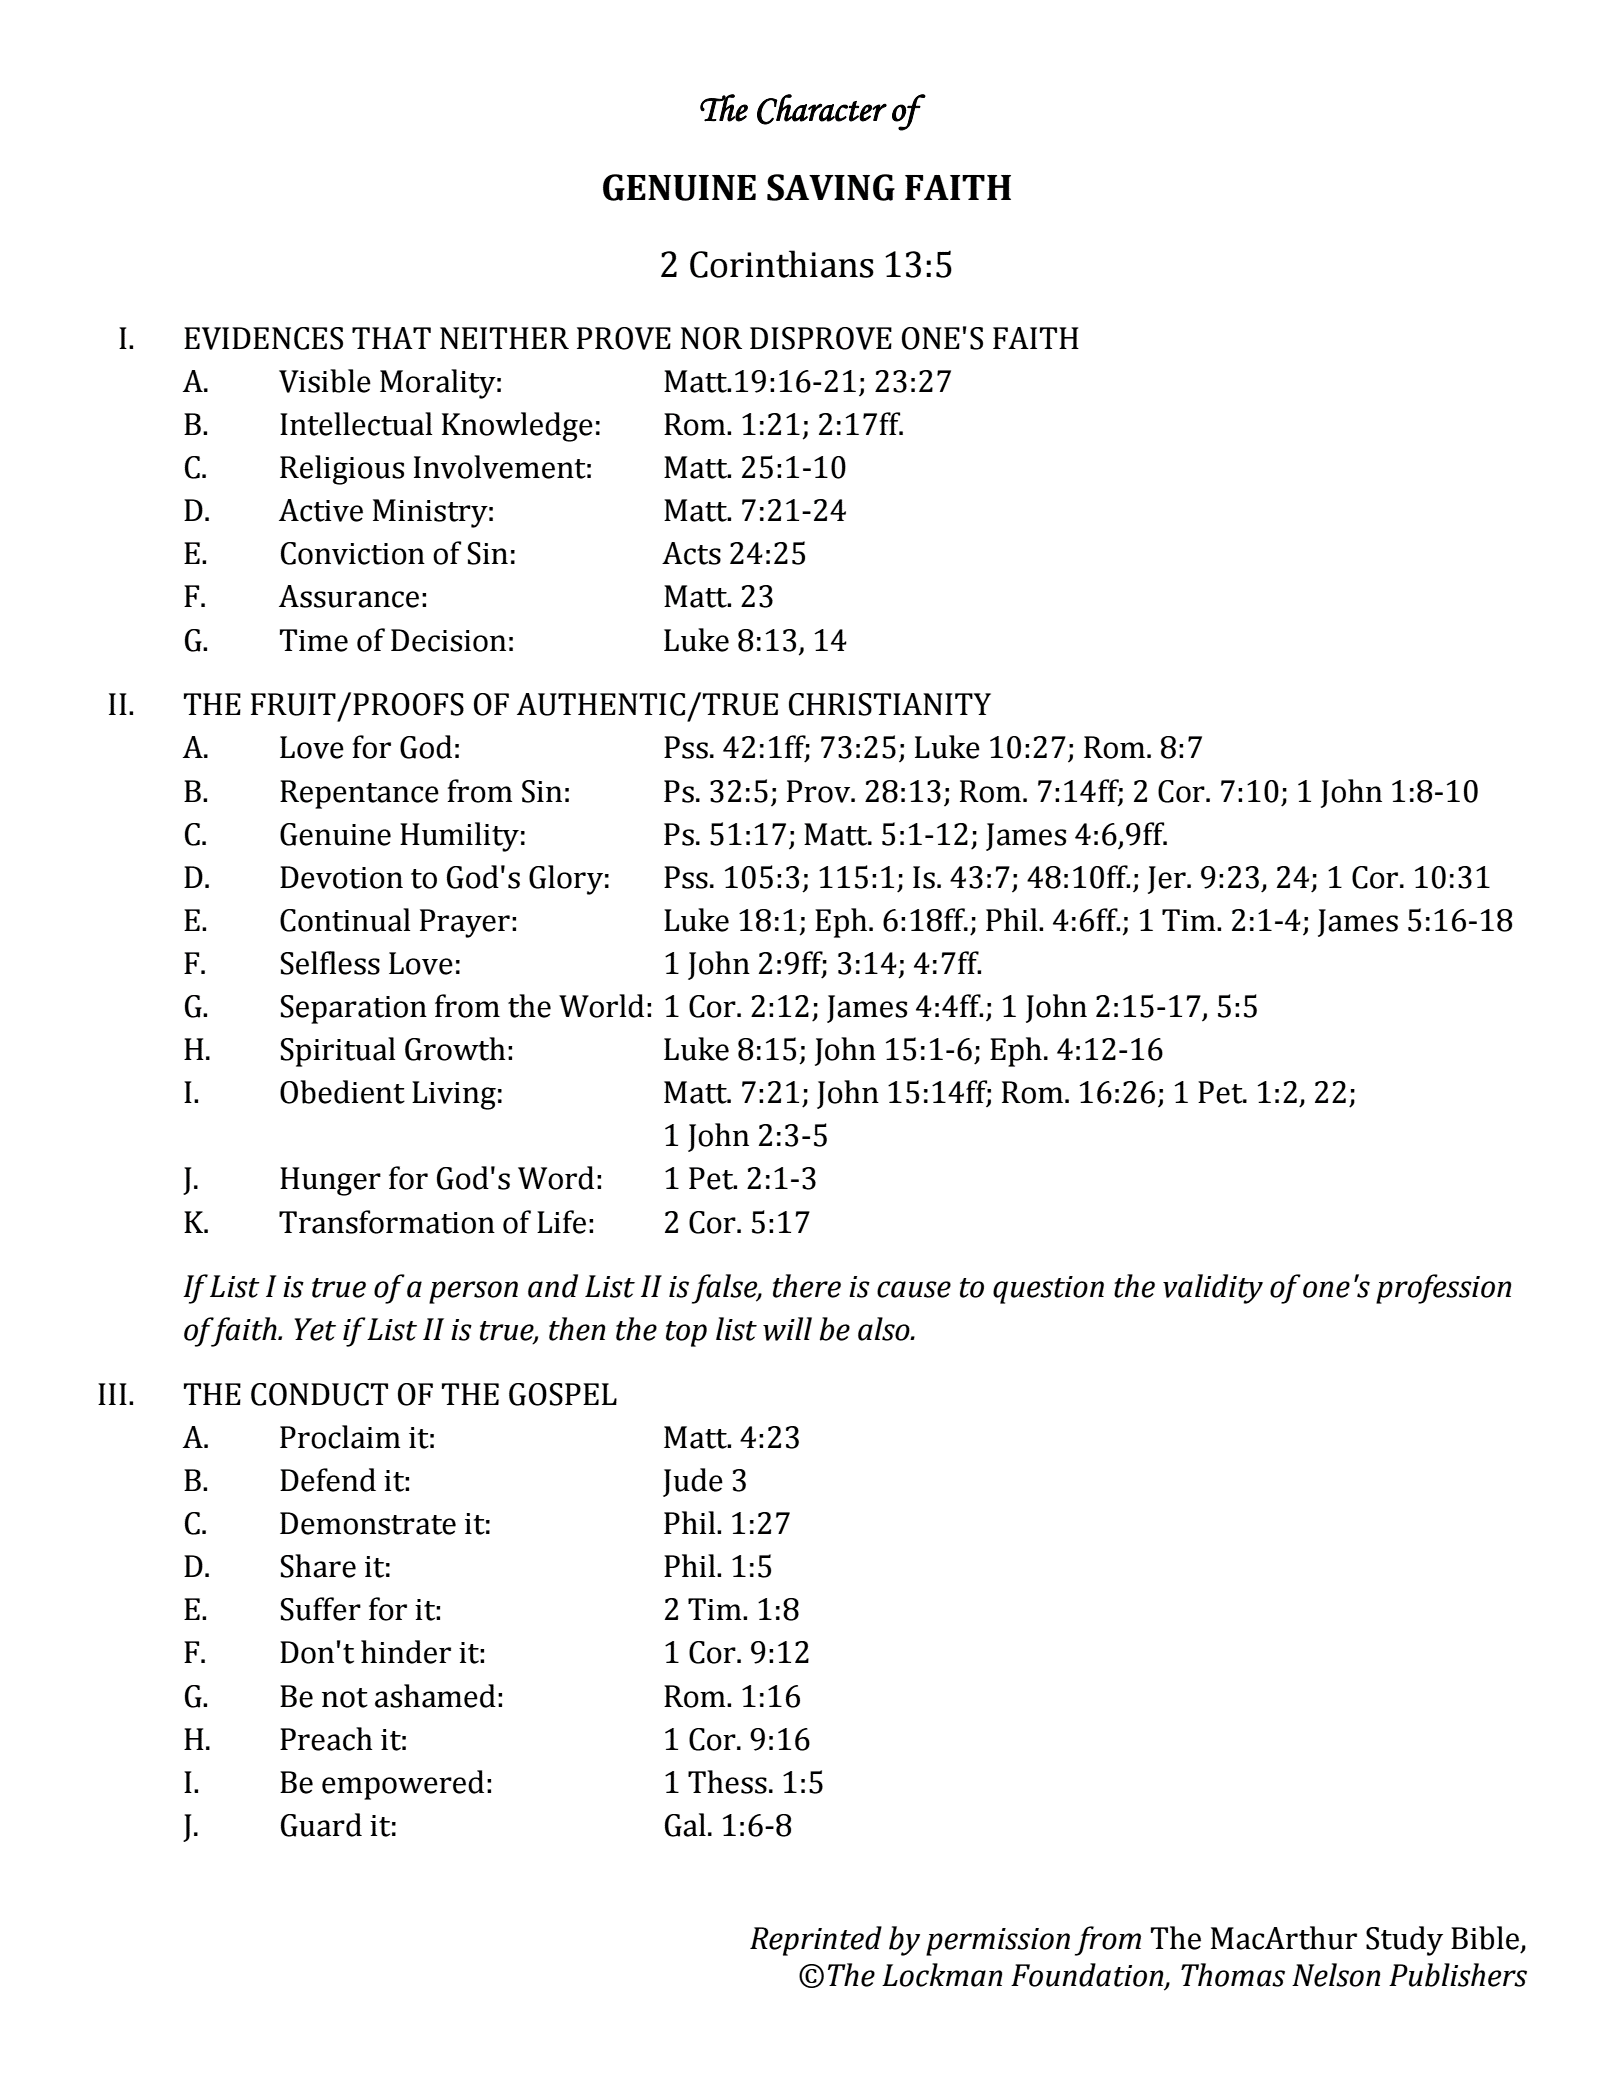 The Character of
GENUINE SAVING FAITH
2 Corinthians 13:5
I. EVIDENCES THAT NEITHER PROVE NOR DISPROVE ONE'S FAITH
A. Visible Morality: Matt.19:16-21; 23:27
B. Intellectual Knowledge: Rom. 1:21; 2:17ff.
C. Religious Involvement: Matt. 25:1-10
D. Active Ministry: Matt. 7:21-24
E. Conviction of Sin: Acts 24:25
F. Assurance: Matt. 23
G. Time of Decision: Luke 8:13, 14
II. THE FRUIT/PROOFS OF AUTHENTIC/TRUE CHRISTIANITY
A. Love for God: Pss. 42:1ff; 73:25; Luke 10:27; Rom. 8:7
B. Repentance from Sin: Ps. 32:5; Prov. 28:13; Rom. 7:14ff; 2 Cor. 7:10; 1 John 1:8-10
C. Genuine Humility: Ps. 51:17; Matt. 5:1-12; James 4:6,9ff.
D. Devotion to God's Glory: Pss. 105:3; 115:1; Is. 43:7; 48:10ff.; Jer. 9:23, 24; 1 Cor. 10:31
E. Continual Prayer: Luke 18:1; Eph. 6:18ff.; Phil. 4:6ff.; 1 Tim. 2:1-4; James 5:16-18
F. Selfless Love: 1 John 2:9ff; 3:14; 4:7ff.
G. Separation from the World: 1 Cor. 2:12; James 4:4ff.; 1 John 2:15-17, 5:5
H. Spiritual Growth: Luke 8:15; John 15:1-6; Eph. 4:12-16
I. Obedient Living: Matt. 7:21; John 15:14ff; Rom. 16:26; 1 Pet. 1:2, 22;
1 John 2:3-5
J. Hunger for God's Word: 1 Pet. 2:1-3
K. Transformation of Life: 2 Cor. 5:17
If List I is true of a person and List II is false, there is cause to question the validity of one's profession
of faith. Yet if List II is true, then the top list will be also.
III. THE CONDUCT OF THE GOSPEL
A. Proclaim it: Matt. 4:23
B. Defend it: Jude 3
C. Demonstrate it: Phil. 1:27
D. Share it: Phil. 1:5
E. Suffer for it: 2 Tim. 1:8
F. Don't hinder it: 1 Cor. 9:12
G. Be not ashamed: Rom. 1:16
H. Preach it: 1 Cor. 9:16
I. Be empowered: 1 Thess. 1:5
J. Guard it: Gal. 1:6-8
Reprinted by permission from The MacArthur Study Bible,
©The Lockman Foundation, Thomas Nelson Publishers